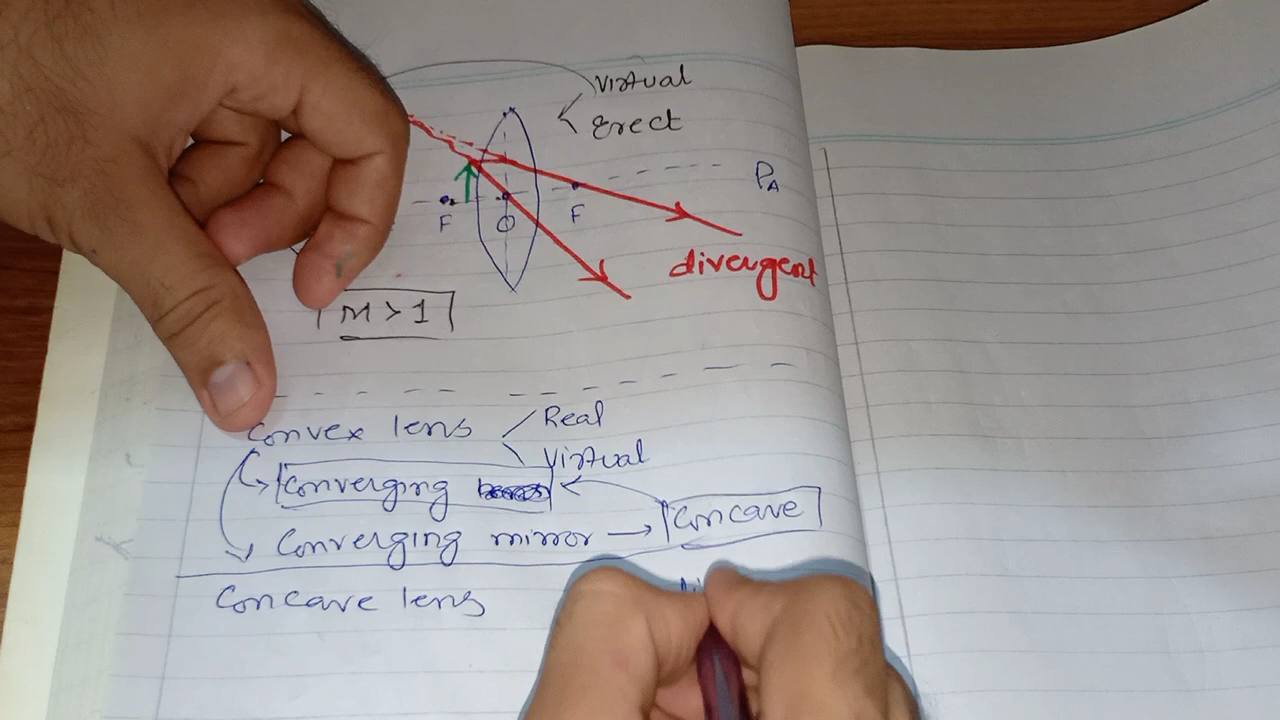 Virtual
Erect
PA
F O F
divergent
M > 1
Convex lens Real
Virtual
Converging
Converging mirror → Concave
Concave lens